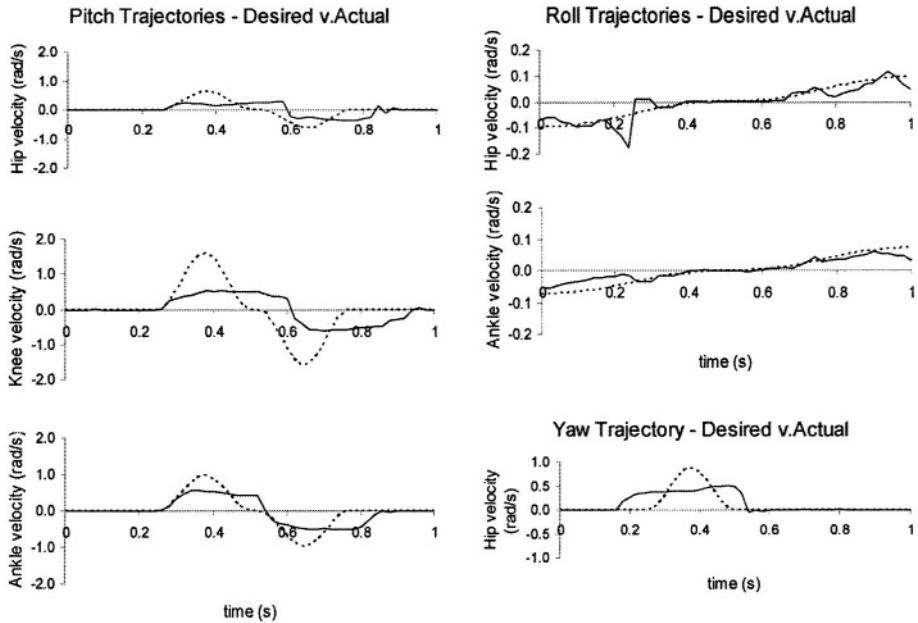 Pitch Trajectories - Desired v.Actual
Hip velocity (rad/s)
2.0
1.0
0.0
-1.0
-2.0
0 0.2 0.4 0.6 0.8 1
Knee velocity (rad/s)
2.0
1.0
0.0
-1.0
-2.0
0 0.2 0.4 0.6 0.8 1
Ankle velocity (rad/s)
2.0
1.0
0.0
-1.0
-2.0
0 0.2 0.4 0.6 0.8 1
time (s)
Roll Trajectories - Desired v.Actual
Hip velocity (rad/s)
0.2
0.1
0.0
-0.1
-0.2
0 0.2 0.4 0.6 0.8 1
Ankle velocity (rad/s)
0.2
0.1
0.0
-0.1
-0.2
0 0.2 0.4 0.6 0.8 1
time (s)
Yaw Trajectory - Desired v.Actual
Hip velocity
(rad/s)
1.0
0.5
0.0
-1.0
0 0.2 0.4 0.6 0.8 1
time (s)